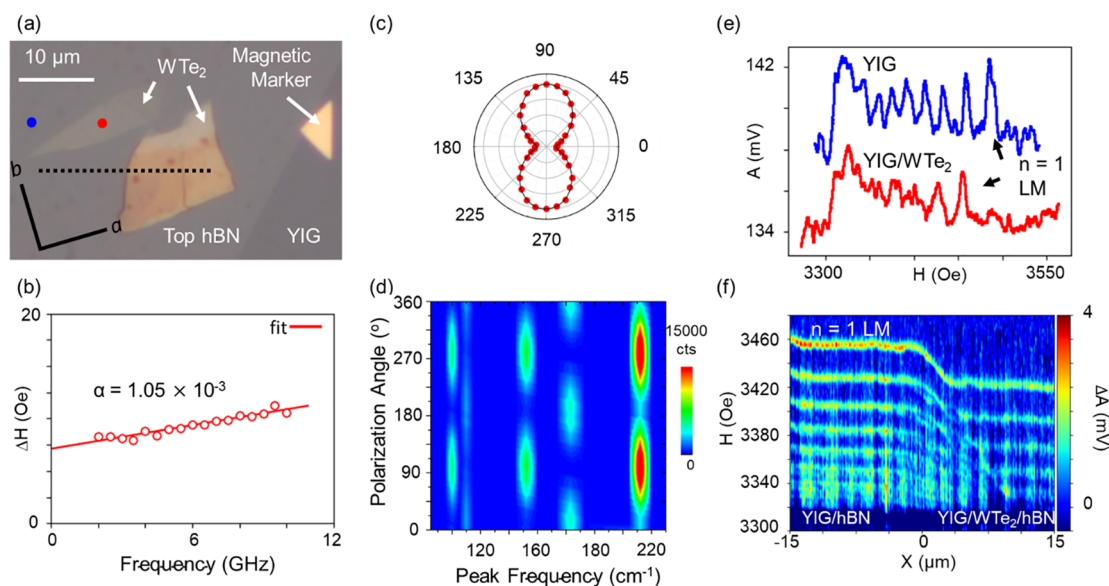 (a)
10 μm
WTe2
Magnetic
Marker
b
a
Top hBN
YIG
(b)
20
fit
α = 1.05 × 10-3
ΔH (Oe)
0
0
12
Frequency (GHz)
(c)
90
135
45
180
0
225
315
270
(d)
360
270
180
90
0
Polarization Angle (°)
15000
cts
0
120
160
220
Peak Frequency (cm-1)
(e)
142
YIG
A (mV)
YIG/WTe2
n = 1
LM
134
3300
H (Oe)
3550
(f)
n = 1 LM
3460
3420
3380
3340
3300
H (Oe)
YIG/hBN
YIG/WTe2/hBN
-15
0
15
X (μm)
4
0
ΔA (mV)